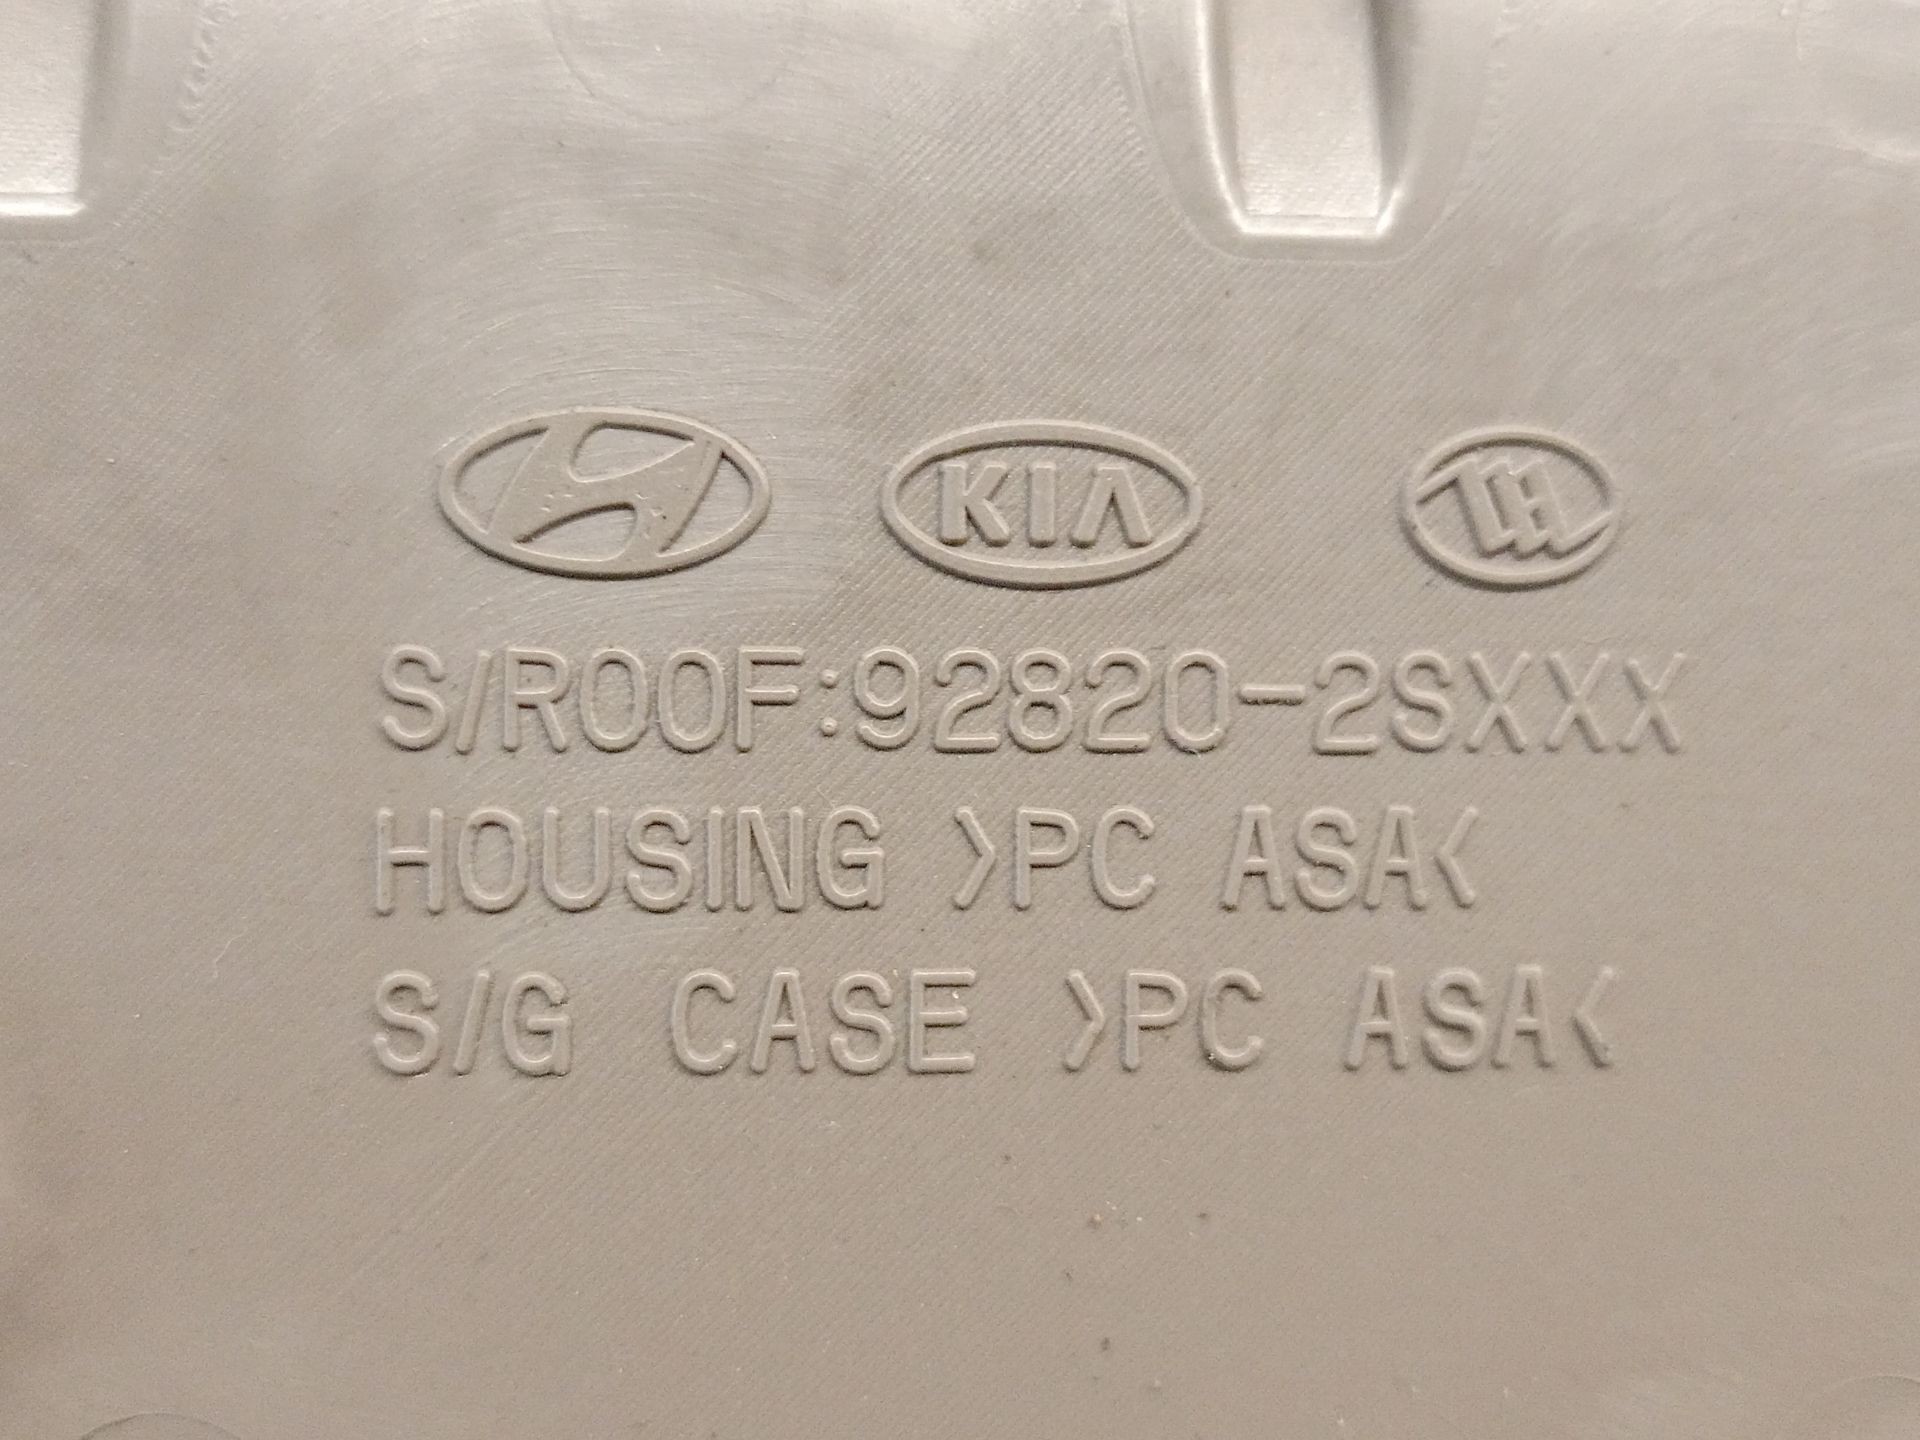 KIA
S/ROOF:92820-2SXXX
HOUSING >PC ASA<
S/G CASE >PC ASA<